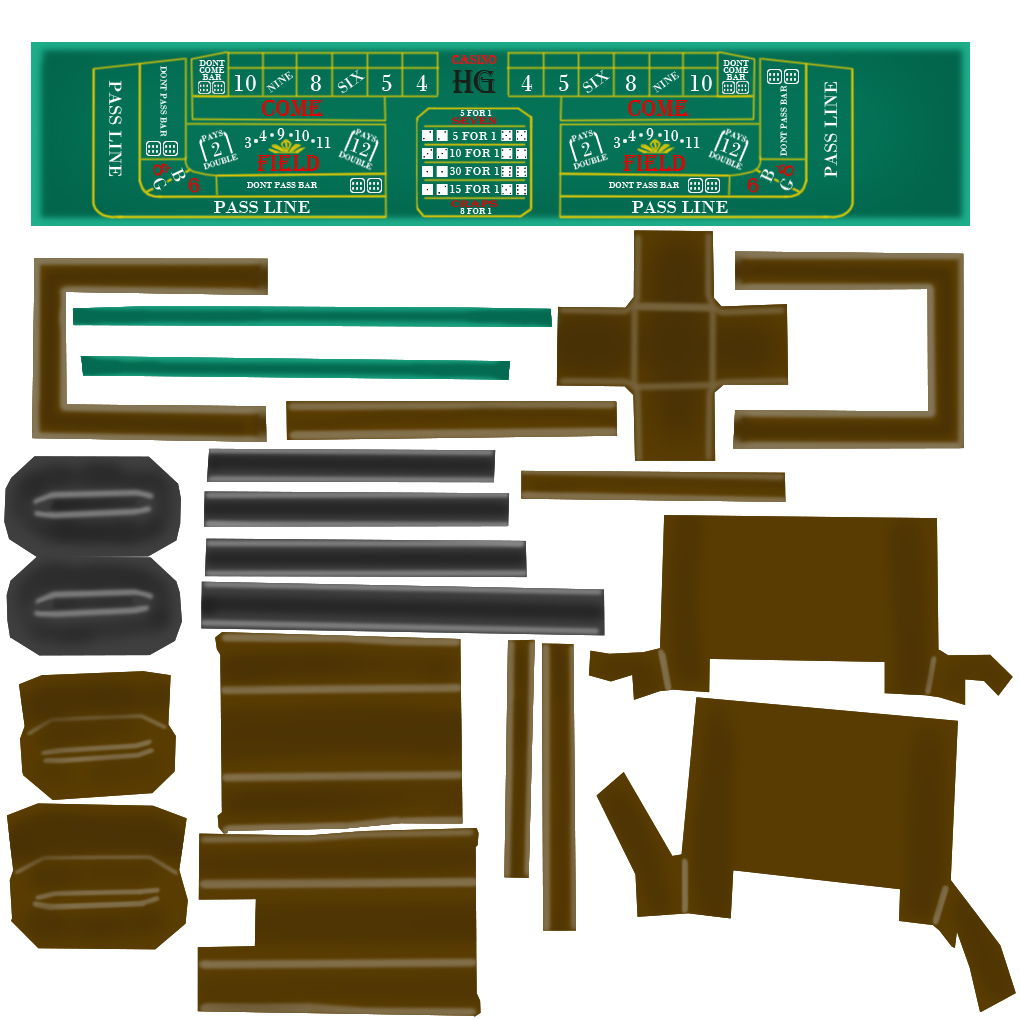 PASS LINE
DONT PASS BAR
DONT
COME
BAR
10 NINE 8 SIX 5 4
COME
PAYS
2
DOUBLE
3 • 4 • 9 • 10 • 11
FIELD
PAYS
12
DOUBLE
8
6
B
G
6
DONT PASS BAR
PASS LINE
CASINO
HG
5 FOR 1
5 FOR 1
10 FOR 1
30 FOR 1
15 FOR 1
8 FOR 1
4 5 SIX 8 NINE 10
DONT
COME
BAR
COME
PAYS
2
DOUBLE
3 • 4 • 9 • 10 • 11
FIELD
PAYS
12
DOUBLE
DONT PASS BAR
PASS LINE
6
B
G
8
DONT PASS BAR
PASS LINE